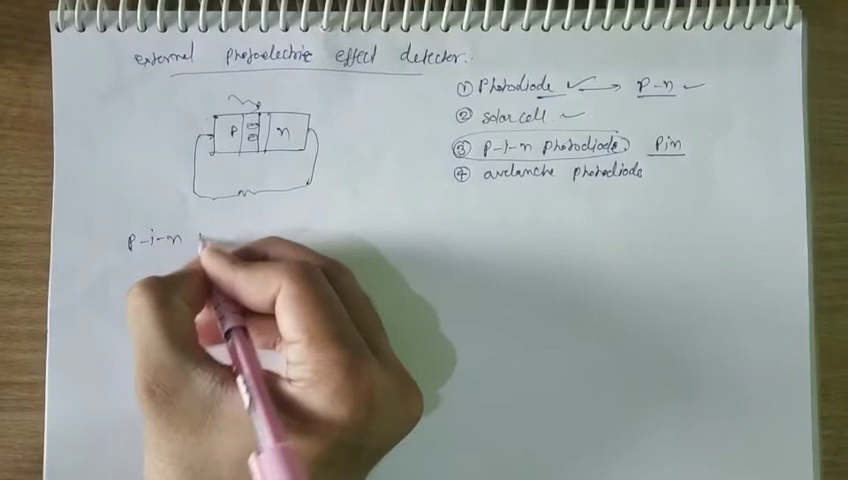 external photoelectric effect detector..
① Photodiode ✓ → P-n ✓
② solar cell ✓
③ P-i-n photodiode. Pin
④ avalanche photodiode
P n
P-i-n